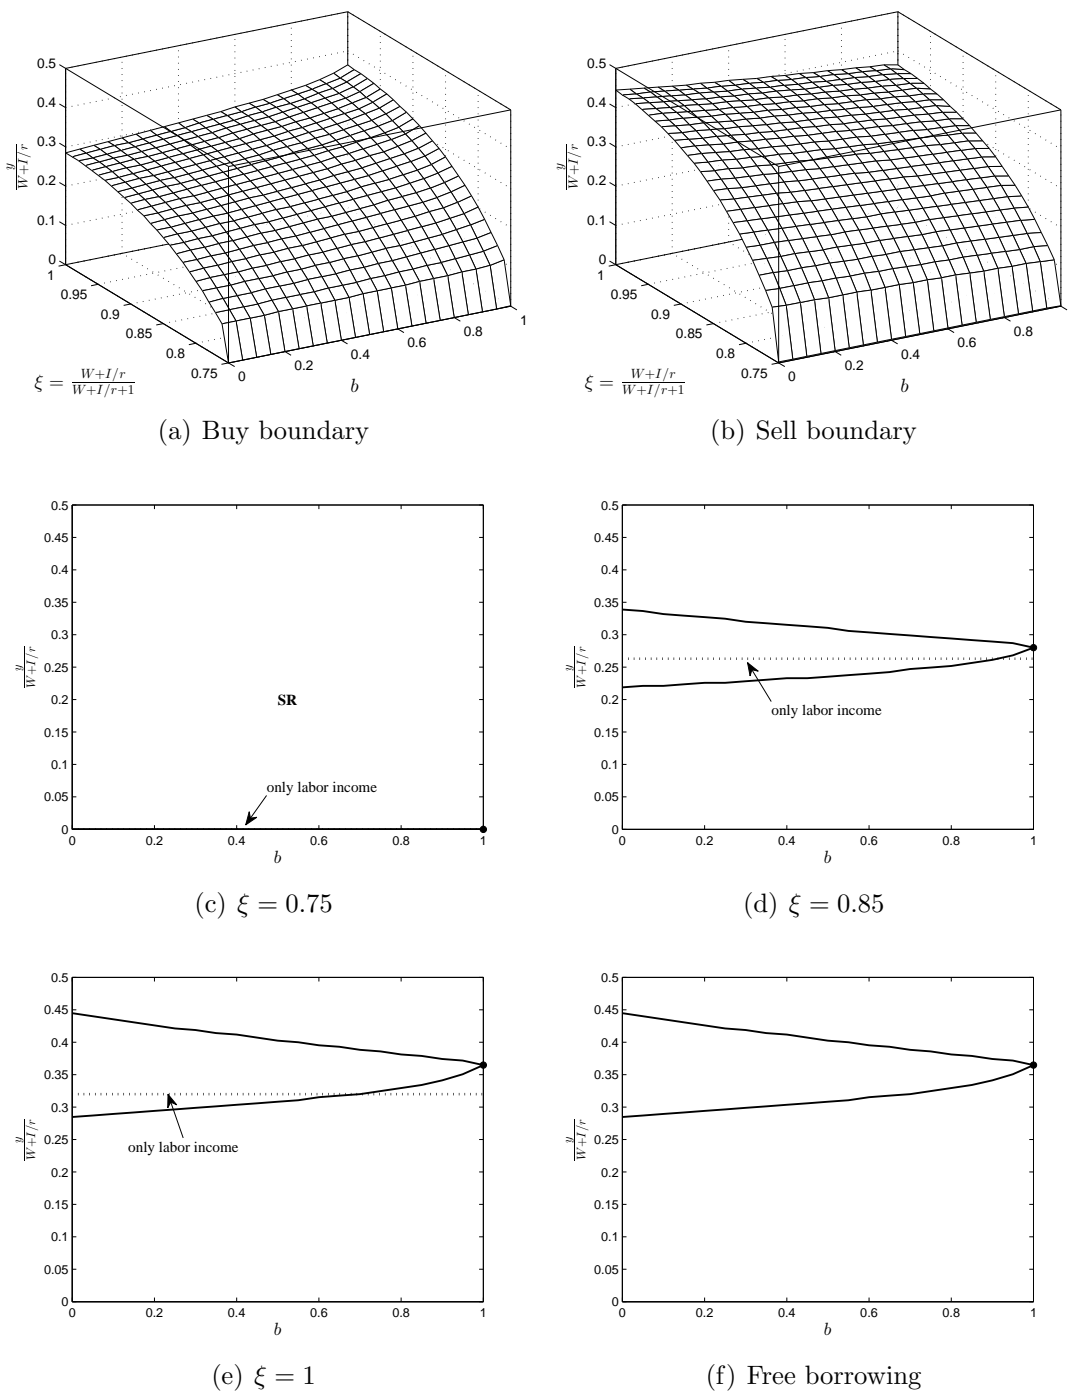 0.5
0.4
0.3
0.2
0.1
0
y
W+I/r
1
0.95
0.9
0.85
0.8
0.75
0
0.2
0.4
0.6
0.8
1
ξ = W+I/r
W+I/r+1
b
(a) Buy boundary
0.5
0.4
0.3
0.2
0.1
0
y
W+I/r
1
0.95
0.9
0.85
0.8
0.75
0
0.2
0.4
0.6
0.8
ξ = W+I/r
W+I/r+1
b
(b) Sell boundary
0.5
0.45
0.4
0.35
0.3
0.25
0.2
0.15
0.1
0.05
0
y
W+I/r
SR
only labor income
0 0.2 0.4 0.6 0.8 1
b
(c) ξ = 0.75
0.5
0.45
0.4
0.35
0.3
0.25
0.2
0.15
0.1
0.05
0
y
W+I/r
only labor income
0 0.2 0.4 0.6 0.8 1
b
(d) ξ = 0.85
0.5
0.45
0.4
0.35
0.3
0.25
0.2
0.15
0.1
0.05
0
y
W+I/r
only labor income
0 0.2 0.4 0.6 0.8 1
b
(e) ξ = 1
0.5
0.45
0.4
0.35
0.3
0.25
0.2
0.15
0.1
0.05
0
y
W+I/r
0 0.2 0.4 0.6 0.8 1
b
(f) Free borrowing